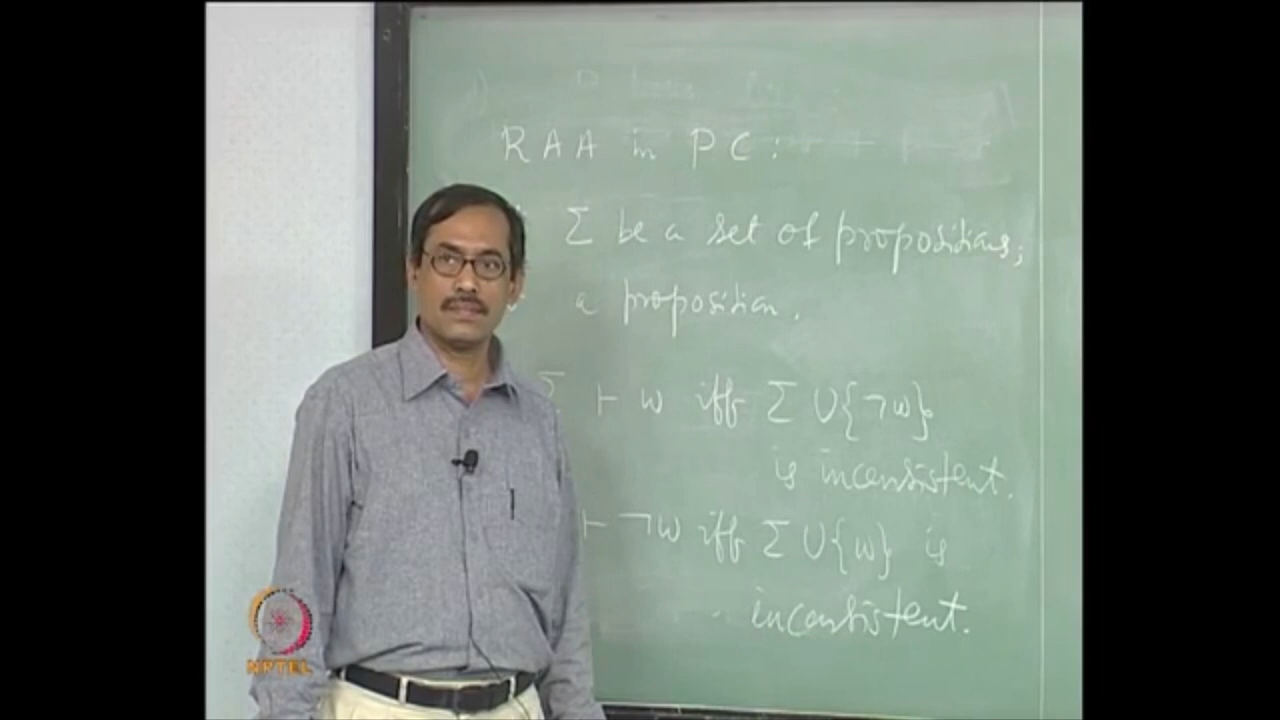 RAA in PC:
Σ be a set of propositions;
a proposition.
Σ ⊢ w iff Σ ∪ {¬w}
is inconsistent.
⊢ ¬w iff Σ ∪ {w} is
inconsistent.
NPTEL